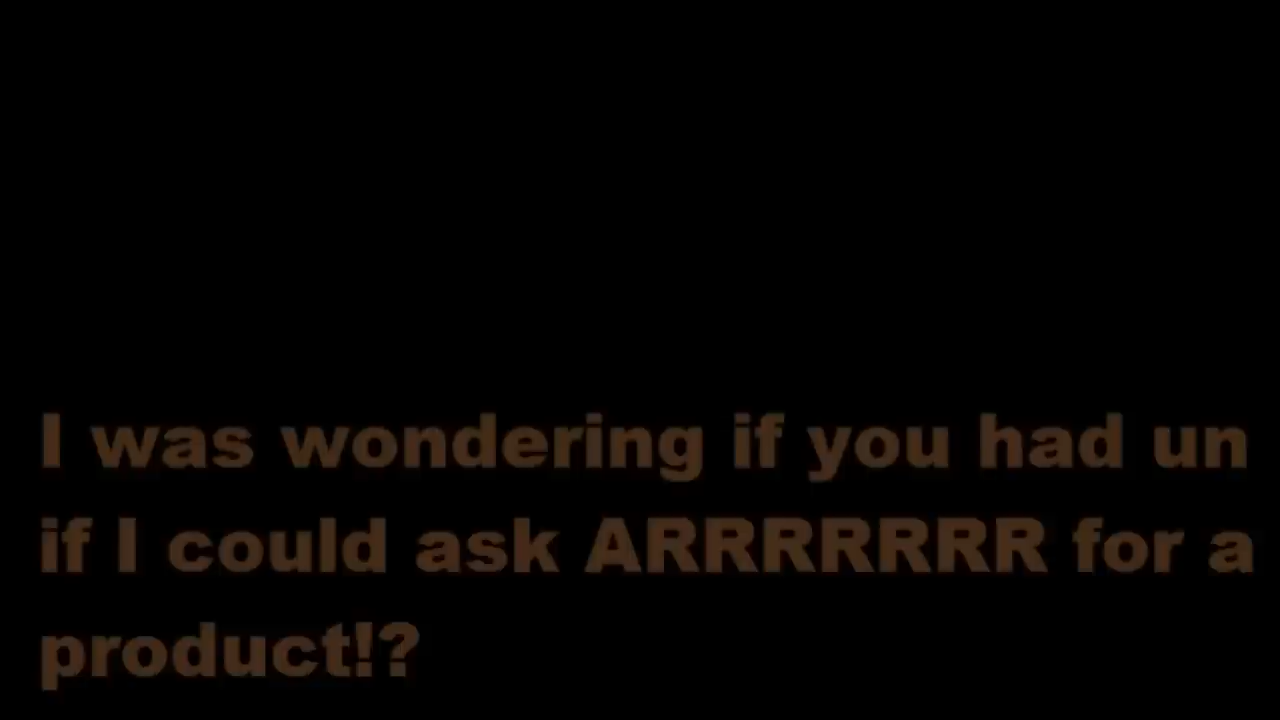 I was wondering if you had un
if I could ask ARRRRRRR for a
product!?